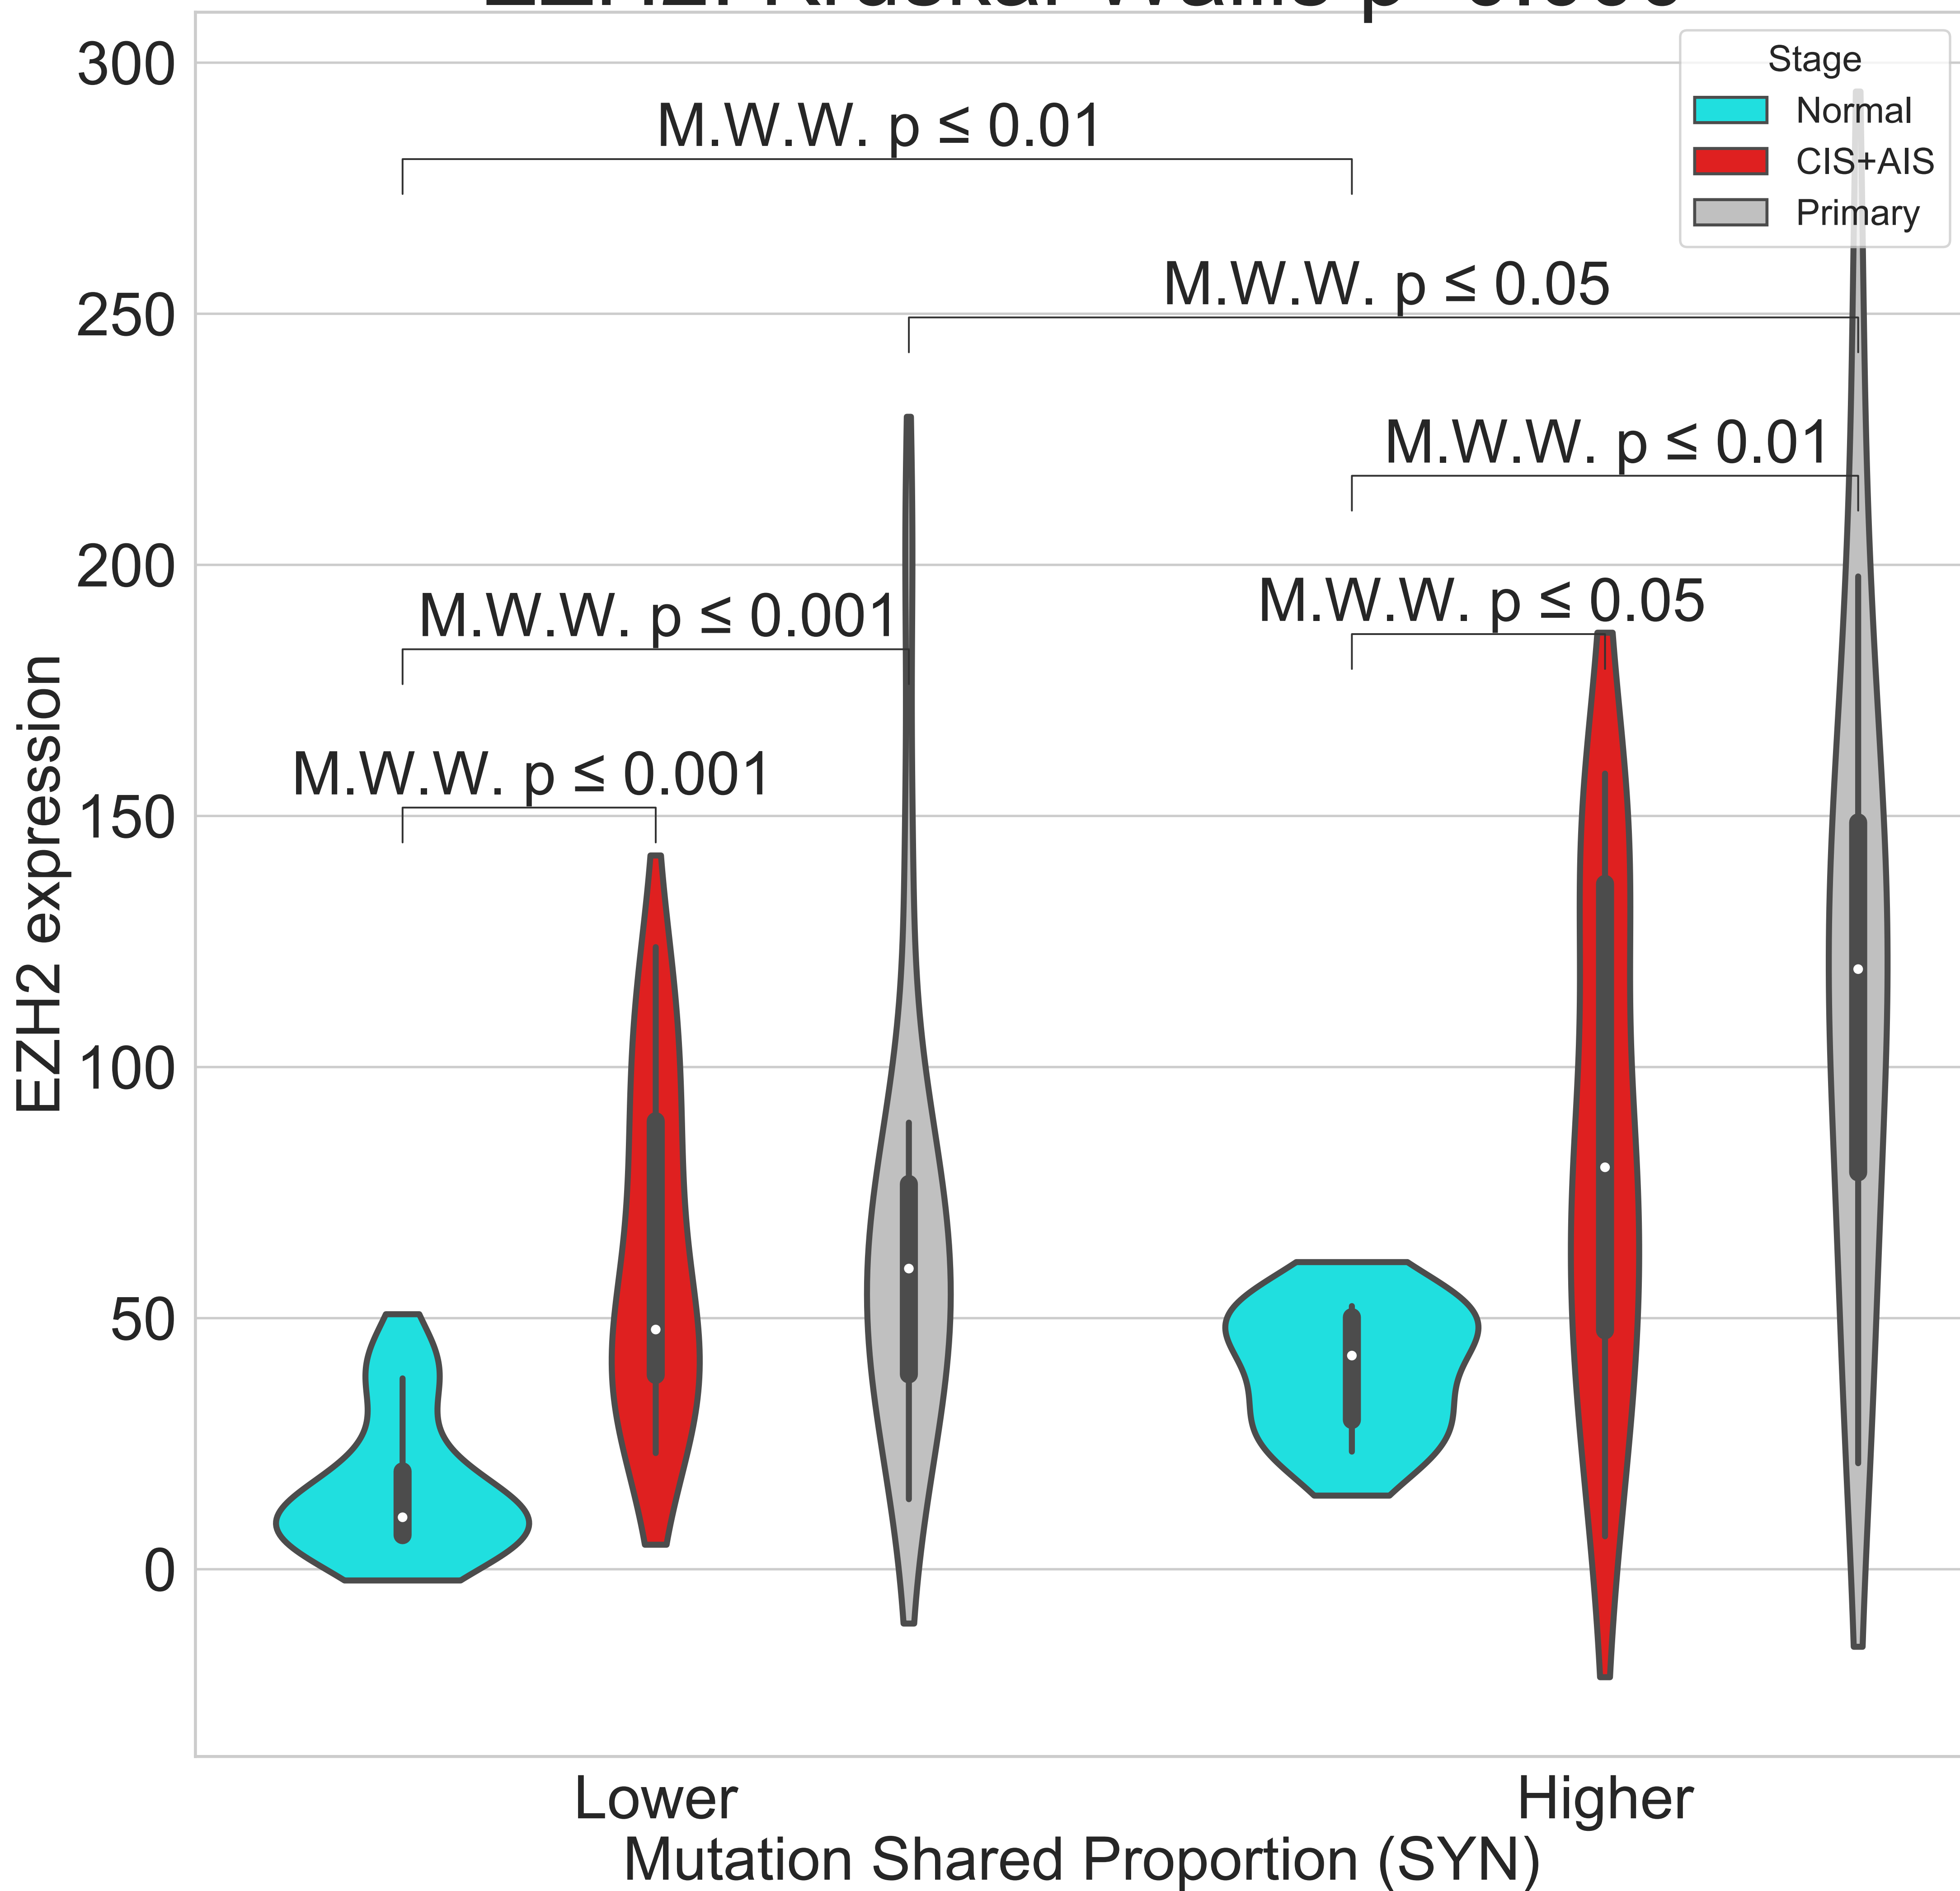 300
Stage
Normal
CIS+AIS
Primary
M.W.W. p ≤ 0.01
M.W.W. p ≤ 0.05
250
M.W.W. p ≤ 0.01
200
M.W.W. p ≤ 0.05
M.W.W. p ≤ 0.001
M.W.W. p ≤ 0.001
150
EZH2 expression
100
50
0
Lower
Higher
Mutation Shared Proportion (SYN)